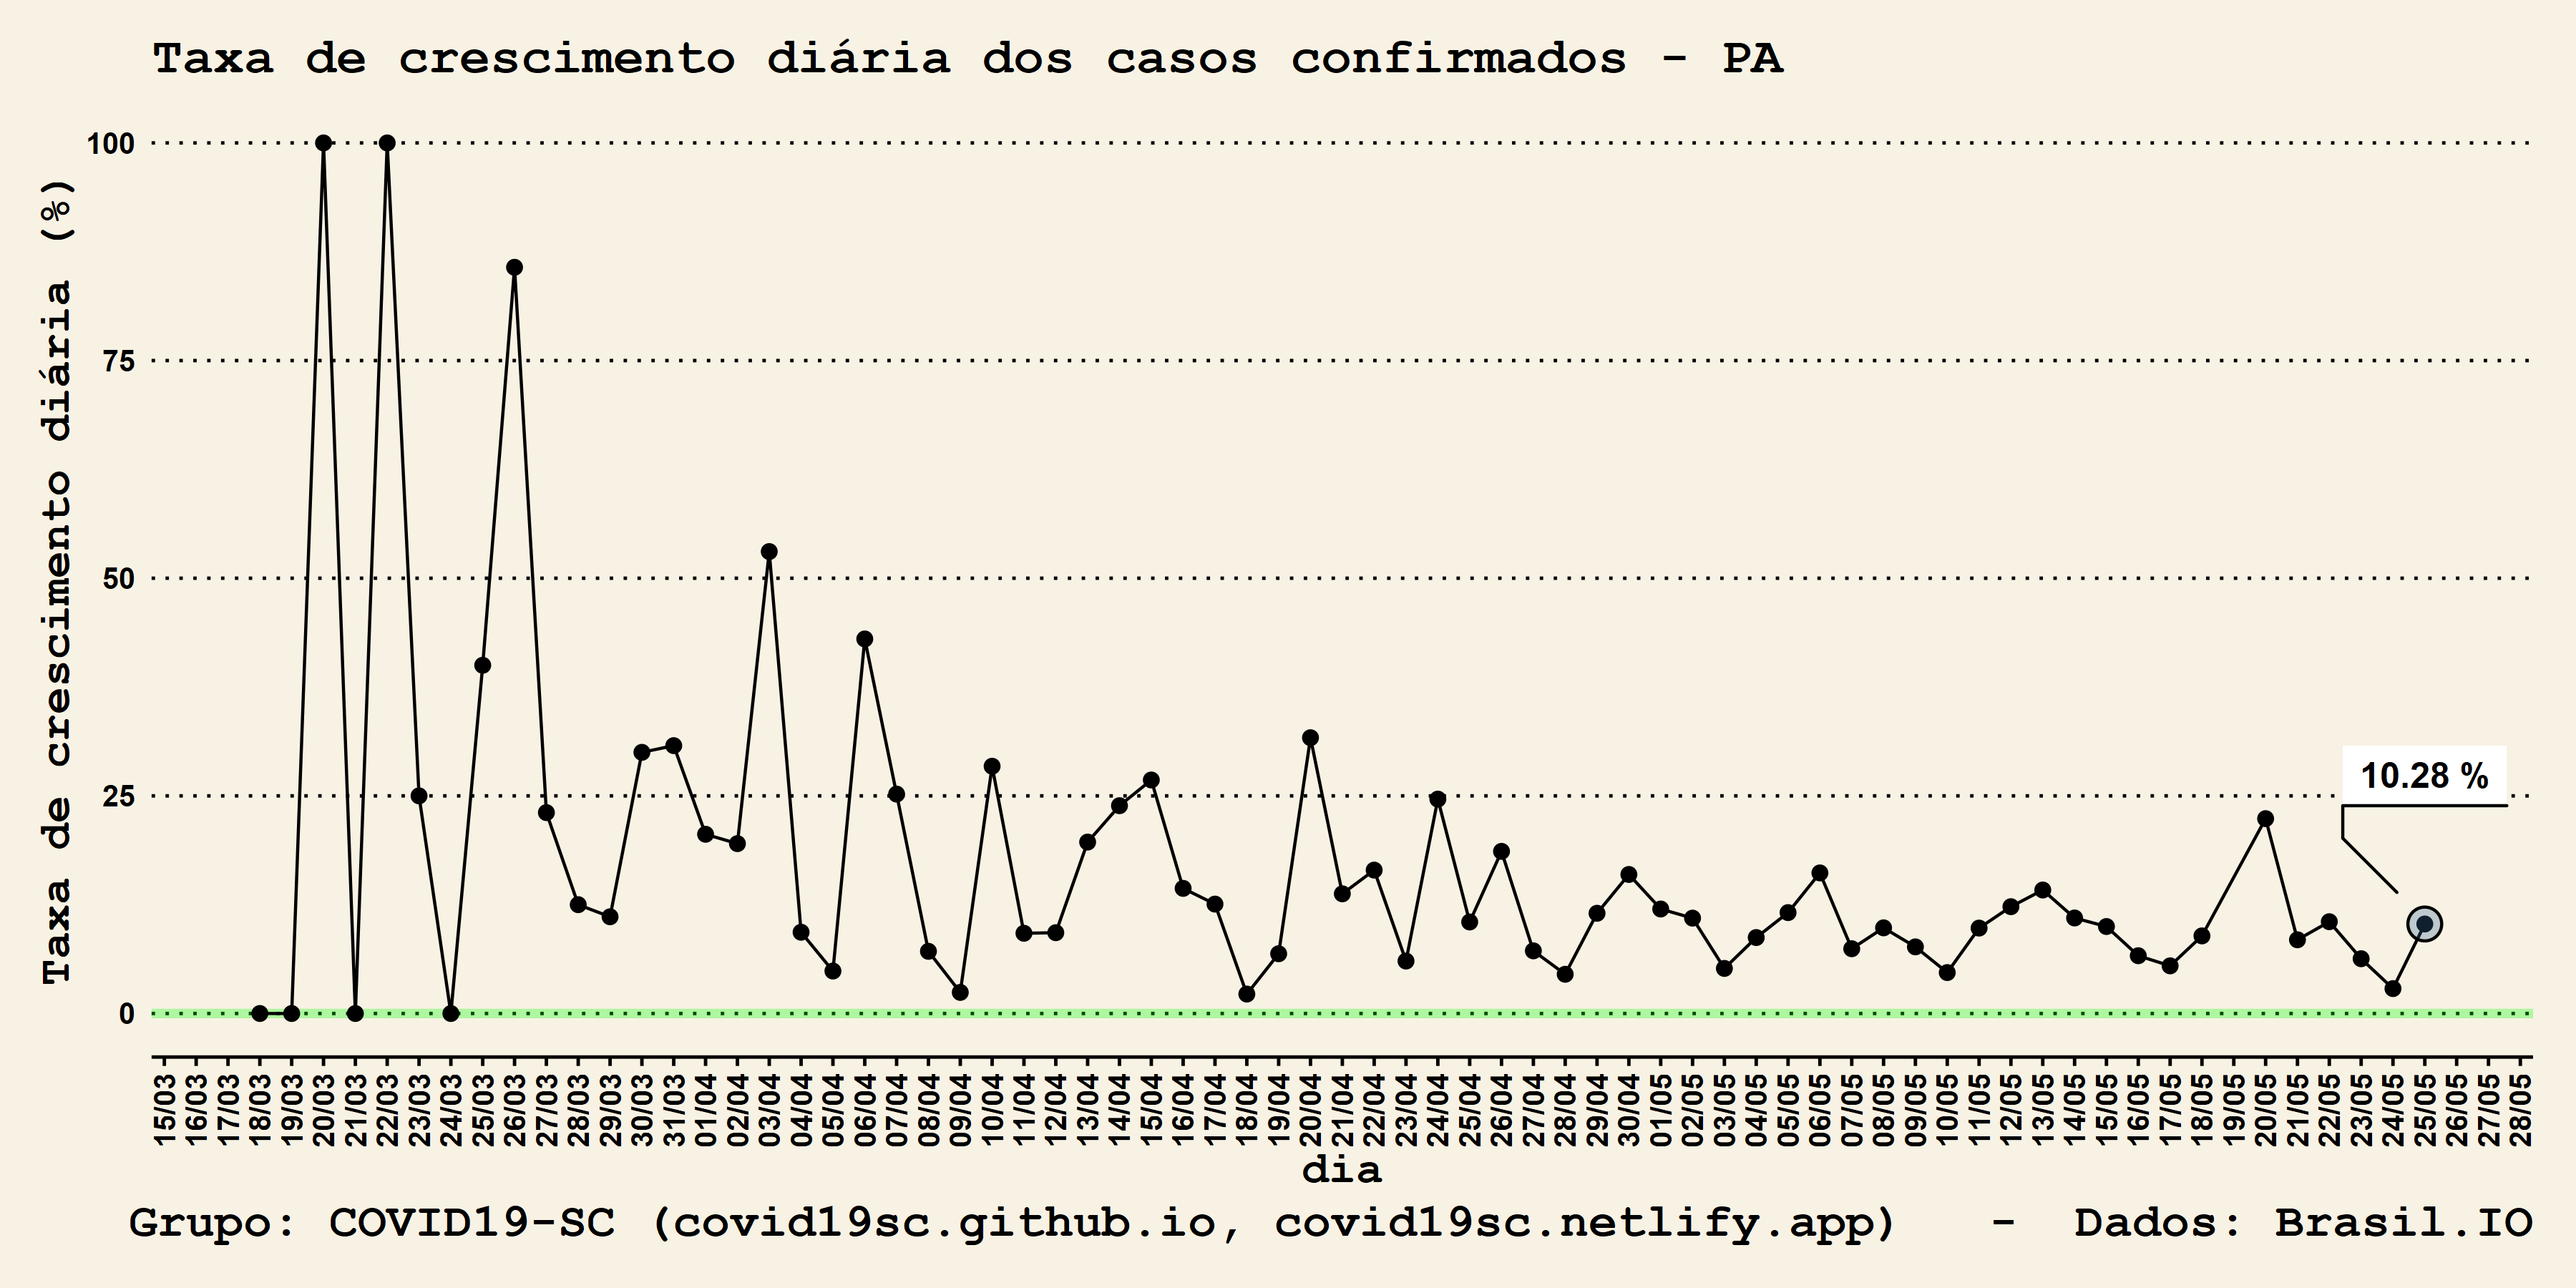 Taxa de crescimento diária dos casos confirmados - PA
Taxa de crescimento diária (%)
100
75
50
25
0
10.28 %
15/03 16/03 17/03 18/03 19/03 20/03 21/03 22/03 23/03 24/03 25/03 26/03 27/03 28/03 29/03 30/03 31/03 01/04 02/04 03/04 04/04 05/04 06/04 07/04 08/04 09/04 10/04 11/04 12/04 13/04 14/04 15/04 16/04 17/04 18/04 19/04 20/04 21/04 22/04 23/04 24/04 25/04 26/04 27/04 28/04 29/04 30/04 01/05 02/05 03/05 04/05 05/05 06/05 07/05 08/05 09/05 10/05 11/05 12/05 13/05 14/05 15/05 16/05 17/05 18/05 19/05 20/05 21/05 22/05 23/05 24/05 25/05 26/05 27/05 28/05
dia
Grupo: COVID19-SC (covid19sc.github.io, covid19sc.netlify.app) - Dados: Brasil.IO